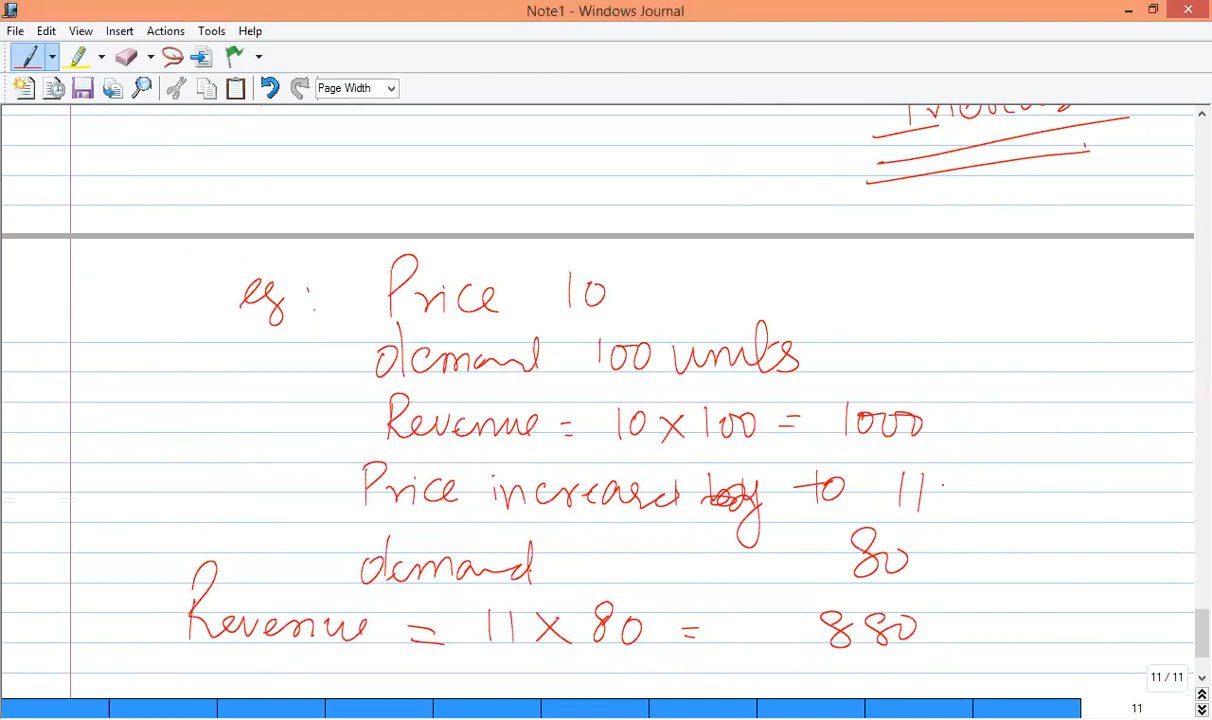 Note1 - Windows Journal
File Edit View Insert Actions Tools Help
Page Width
eg: Price 10
demand 100 units
Revenue = 10 × 100 = 1000
Price increased to 11
demand 80
Revenue = 11 × 80 = 880
11 / 11
11